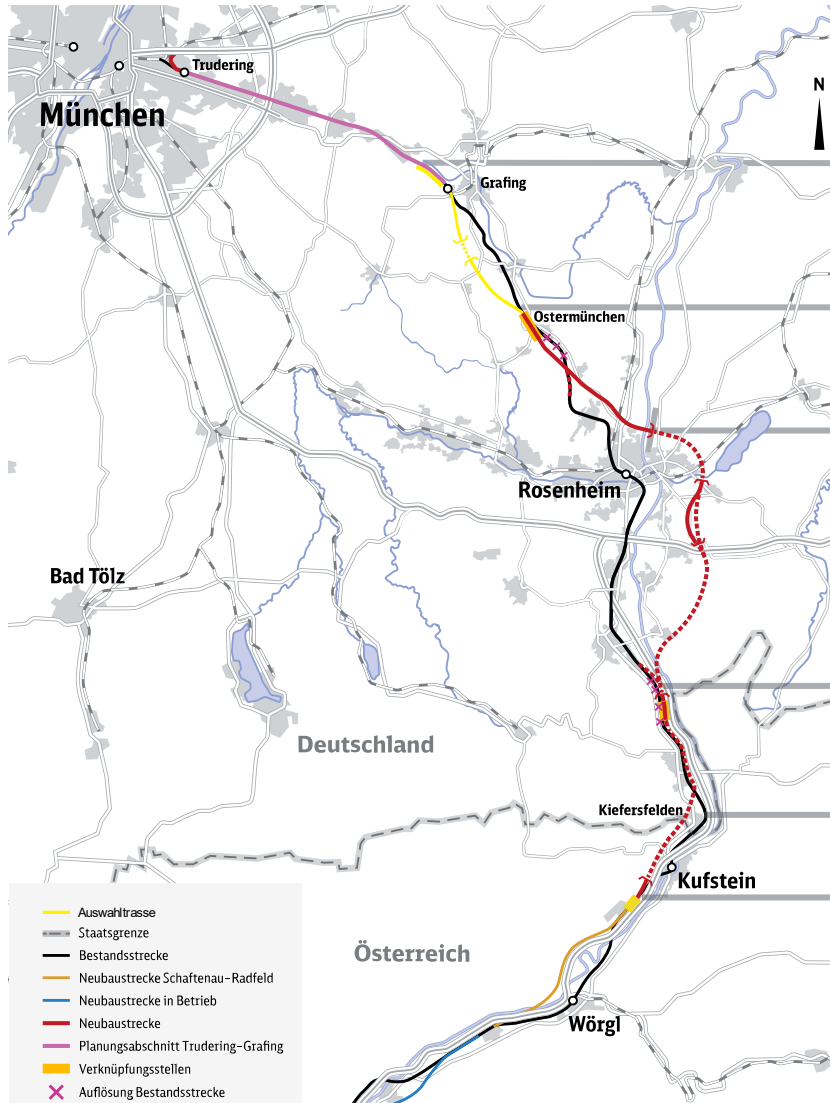 Trudering
München
N
Grafing
Ostermünchen
Rosenheim
Bad Tölz
Deutschland
Kiefersfelden
Kufstein
Österreich
Wörgl
Auswahltrasse
Staatsgrenze
Bestandsstrecke
Neubaustrecke Schaftenau–Radfeld
Neubaustrecke in Betrieb
Neubaustrecke
Planungsabschnitt Trudering–Grafing
Verknüpfungsstellen
Auflösung Bestandsstrecke